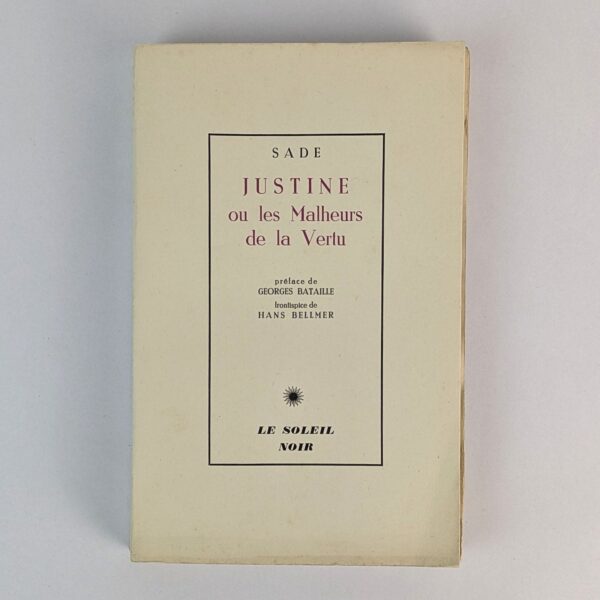 SADE
JUSTINE
ou les Malheurs
de la Vertu
préface de
GEORGES BATAILLE
frontispice de
HANS BELLMER
LE SOLEIL
NOIR